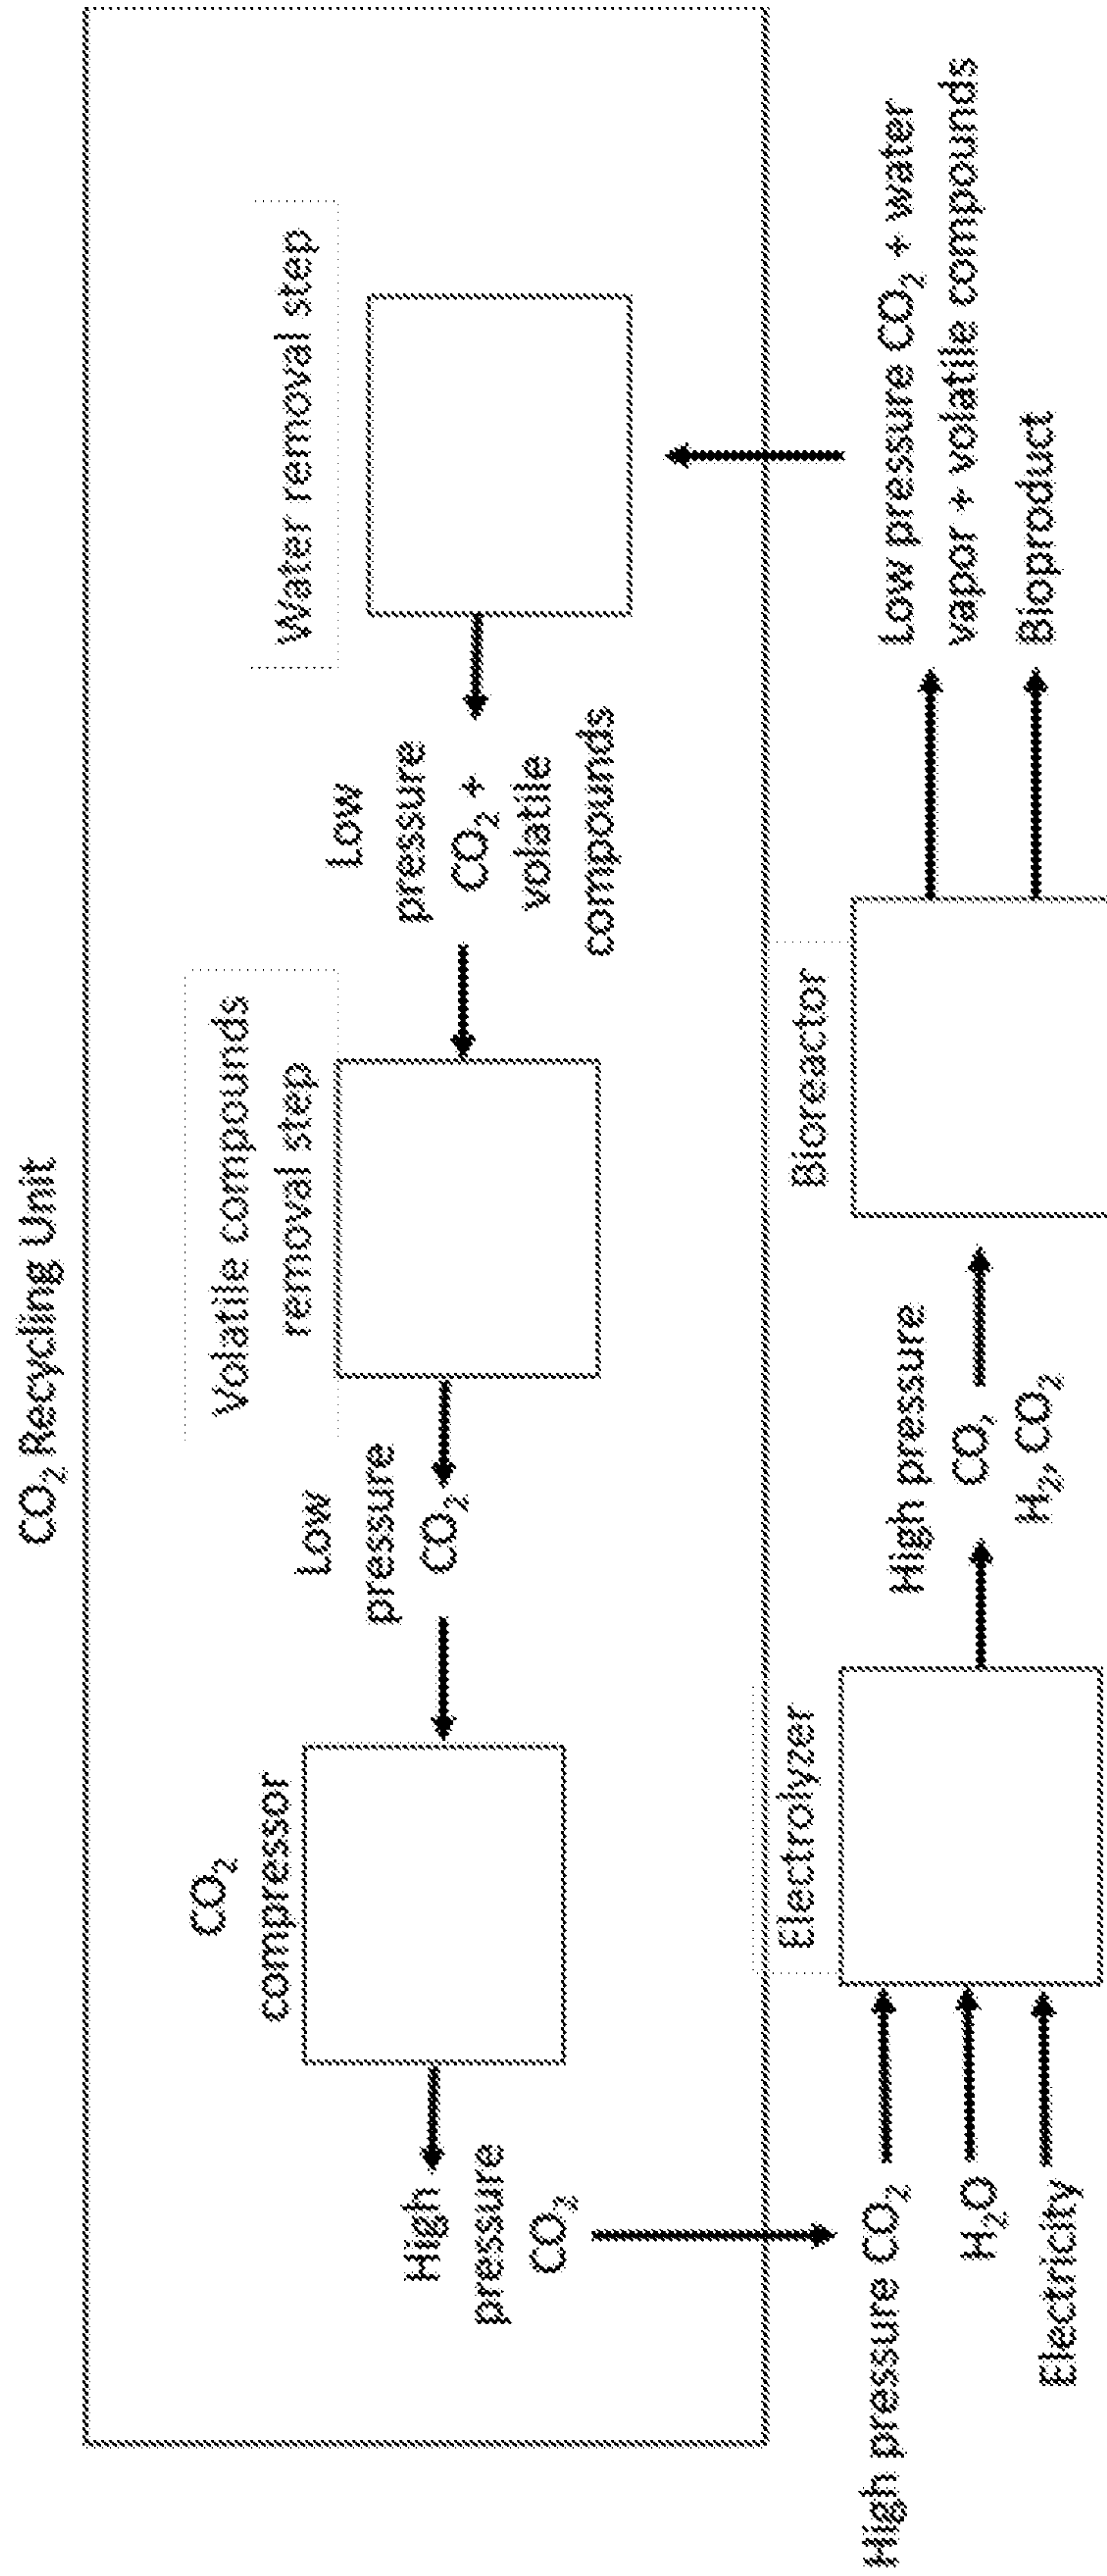 CO₂ Recycling Unit
CO₂
compressor
Volatile compounds
removal step
Water removal step
High
pressure
CO₂
Low
pressure
CO₂
Low
pressure
CO₂ +
volatile
compounds
Electrolyzer
Bioreactor
High pressure CO₂
H₂O
Electricity
High pressure
CO,
H₂, CO₂
Low pressure CO₂ + water
vapor + volatile compounds
Bioproduct